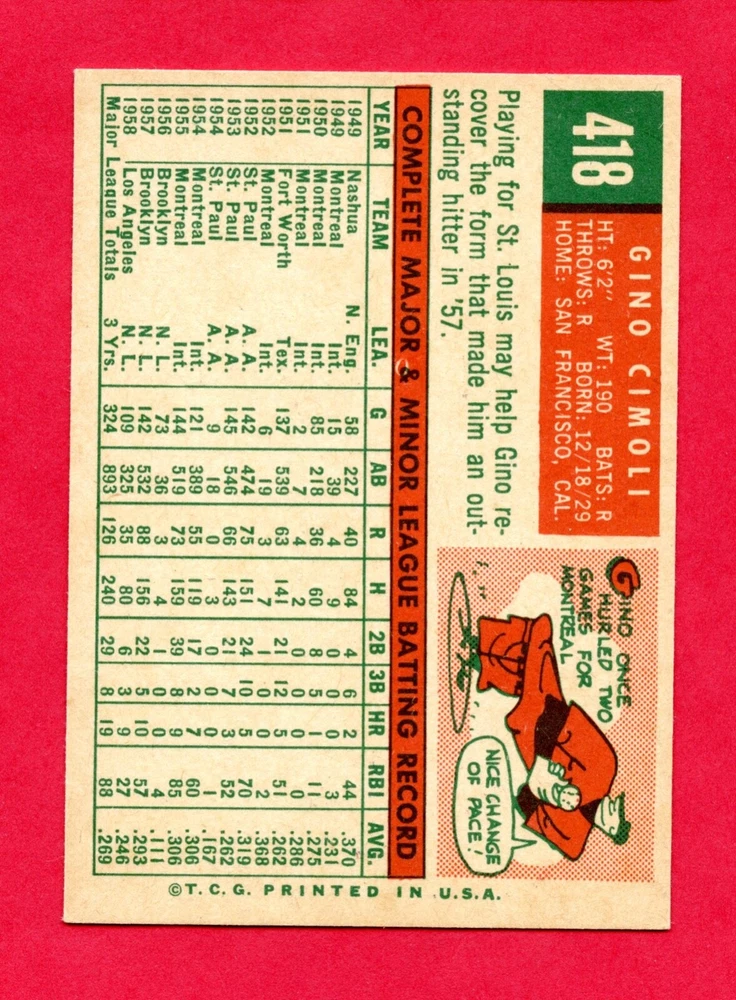 418
GINO CIMOLI
HT: 6'2" WT: 190 BATS: R
THROWS: R BORN: 12/18/29
HOME: SAN FRANCISCO, CAL.
Playing for St. Louis may help Gino re-
cover the form that made him an out-
standing hitter in '57.
GINO ONCE
HURLED TWO
GAMES FOR
MONTREAL
NICE CHANGE
OF PACE!
COMPLETE MAJOR & MINOR LEAGUE BATTING RECORD
YEAR TEAM LEA. G AB R H 2B 3B HR RBI AVG.
1949 Nashua N. Eng. 58 227 40 84 4 6 2 44 .370
1949 Montreal Int. 15 39 4 9 0 1 0 3 .231
1950 Montreal Int. 85 218 36 60 8 5 1 11 .275
1951 Montreal Int. 2 7 4 2 0 0 0 0 .286
1951 Fort Worth Tex. 137 539 63 141 21 12 5 51 .262
1952 Montreal Int. 6 19 3 7 1 0 0 2 .368
1952 St. Paul A. A. 142 474 75 151 24 10 5 70 .319
1953 St. Paul A. A. 145 546 66 143 21 7 3 52 .262
1954 St. Paul A. A. 9 18 0 3 0 0 0 1 .167
1954 Montreal Int. 121 389 55 119 17 2 7 60 .306
1955 Montreal Int. 144 519 73 159 39 8 9 85 .306
1956 Brooklyn N. L. 73 36 3 4 1 0 0 4 .111
1957 Brooklyn N. L. 142 532 88 156 22 5 10 57 .293
1958 Los Angeles N. L. 109 325 35 80 6 3 9 27 .246
Major League Totals 3 Yrs. 324 893 126 240 29 8 19 88 .269
©T.C.G. PRINTED IN U.S.A.